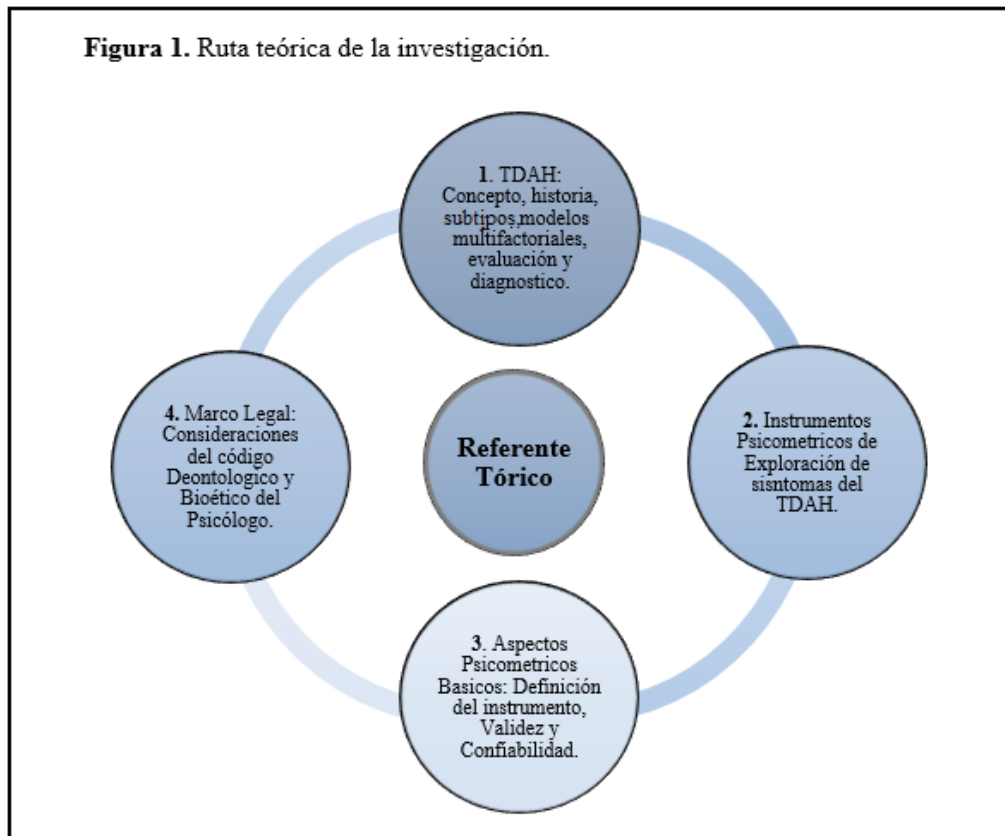 Figura 1. Ruta teórica de la investigación.
1. TDAH:
Concepto, historia,
subtipos,modelos
multifactoriales,
evaluación y
diagnostico.
2. Instrumentos
Psicometricos de
Exploración de
sisntomas del
TDAH.
Referente
Tórico
3. Aspectos
Psicometricos
Basicos: Definición
del instrumento,
Validez y
Confiabilidad.
4. Marco Legal:
Consideraciones
del código
Deontologico y
Bioético del
Psicólogo.